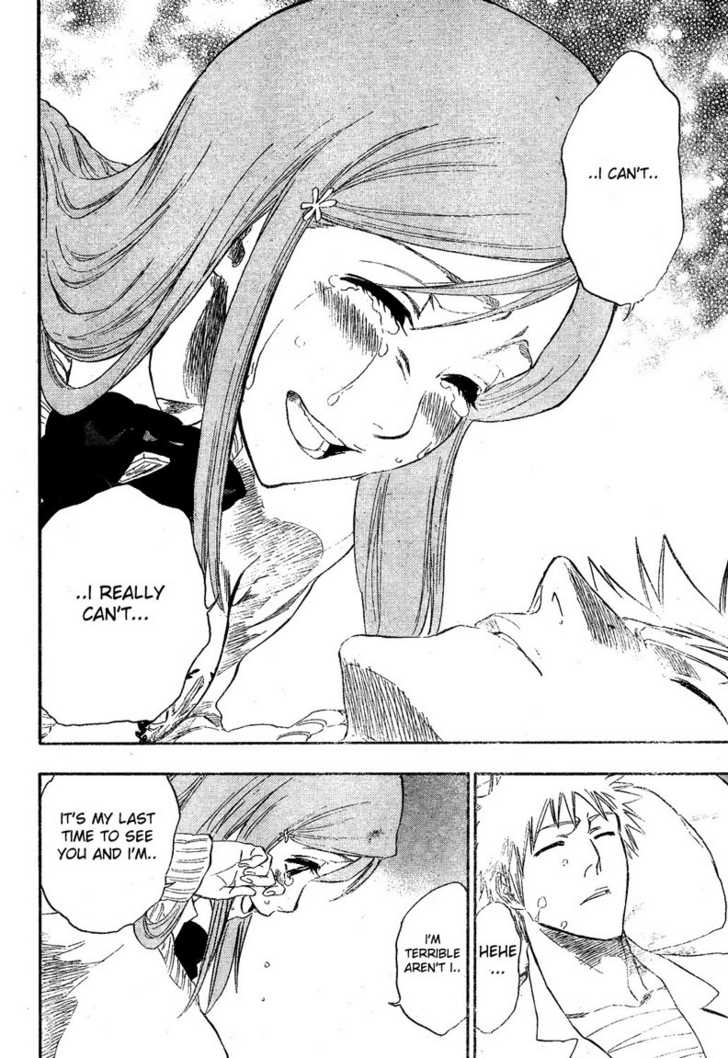 ..I CAN'T..
..I REALLY
CAN'T...
IT'S MY LAST
TIME TO SEE
YOU AND I'M..
I'M
TERRIBLE
AREN'T I..
HEHE
...